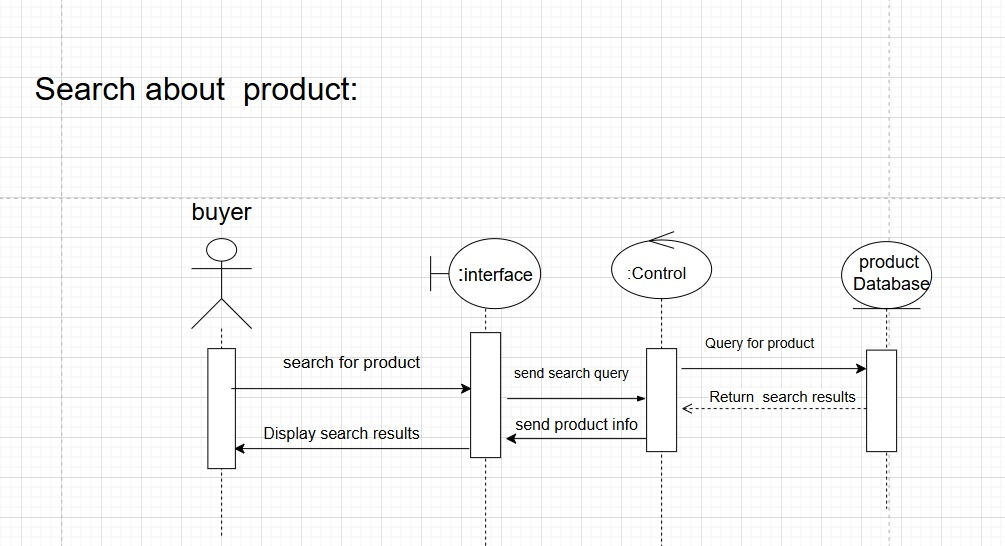 Search about  product:
buyer
:interface
:Control
product
Database
Query for product
search for product
send search query
Return  search results
send product info
Display search results